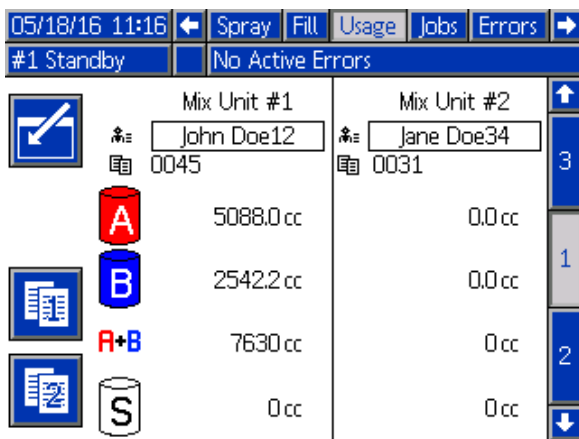 05/18/16 11:16 Spray Fill Usage Jobs Errors
#1 Standby No Active Errors
Mix Unit #1 Mix Unit #2
John Doe12 Jane Doe34
0045 0031
3
A 5088.0 cc 0.0 cc
1
B 2542.2 cc 0.0 cc
1
A+B 7630 cc 0 cc
2
2
S 0 cc 0 cc